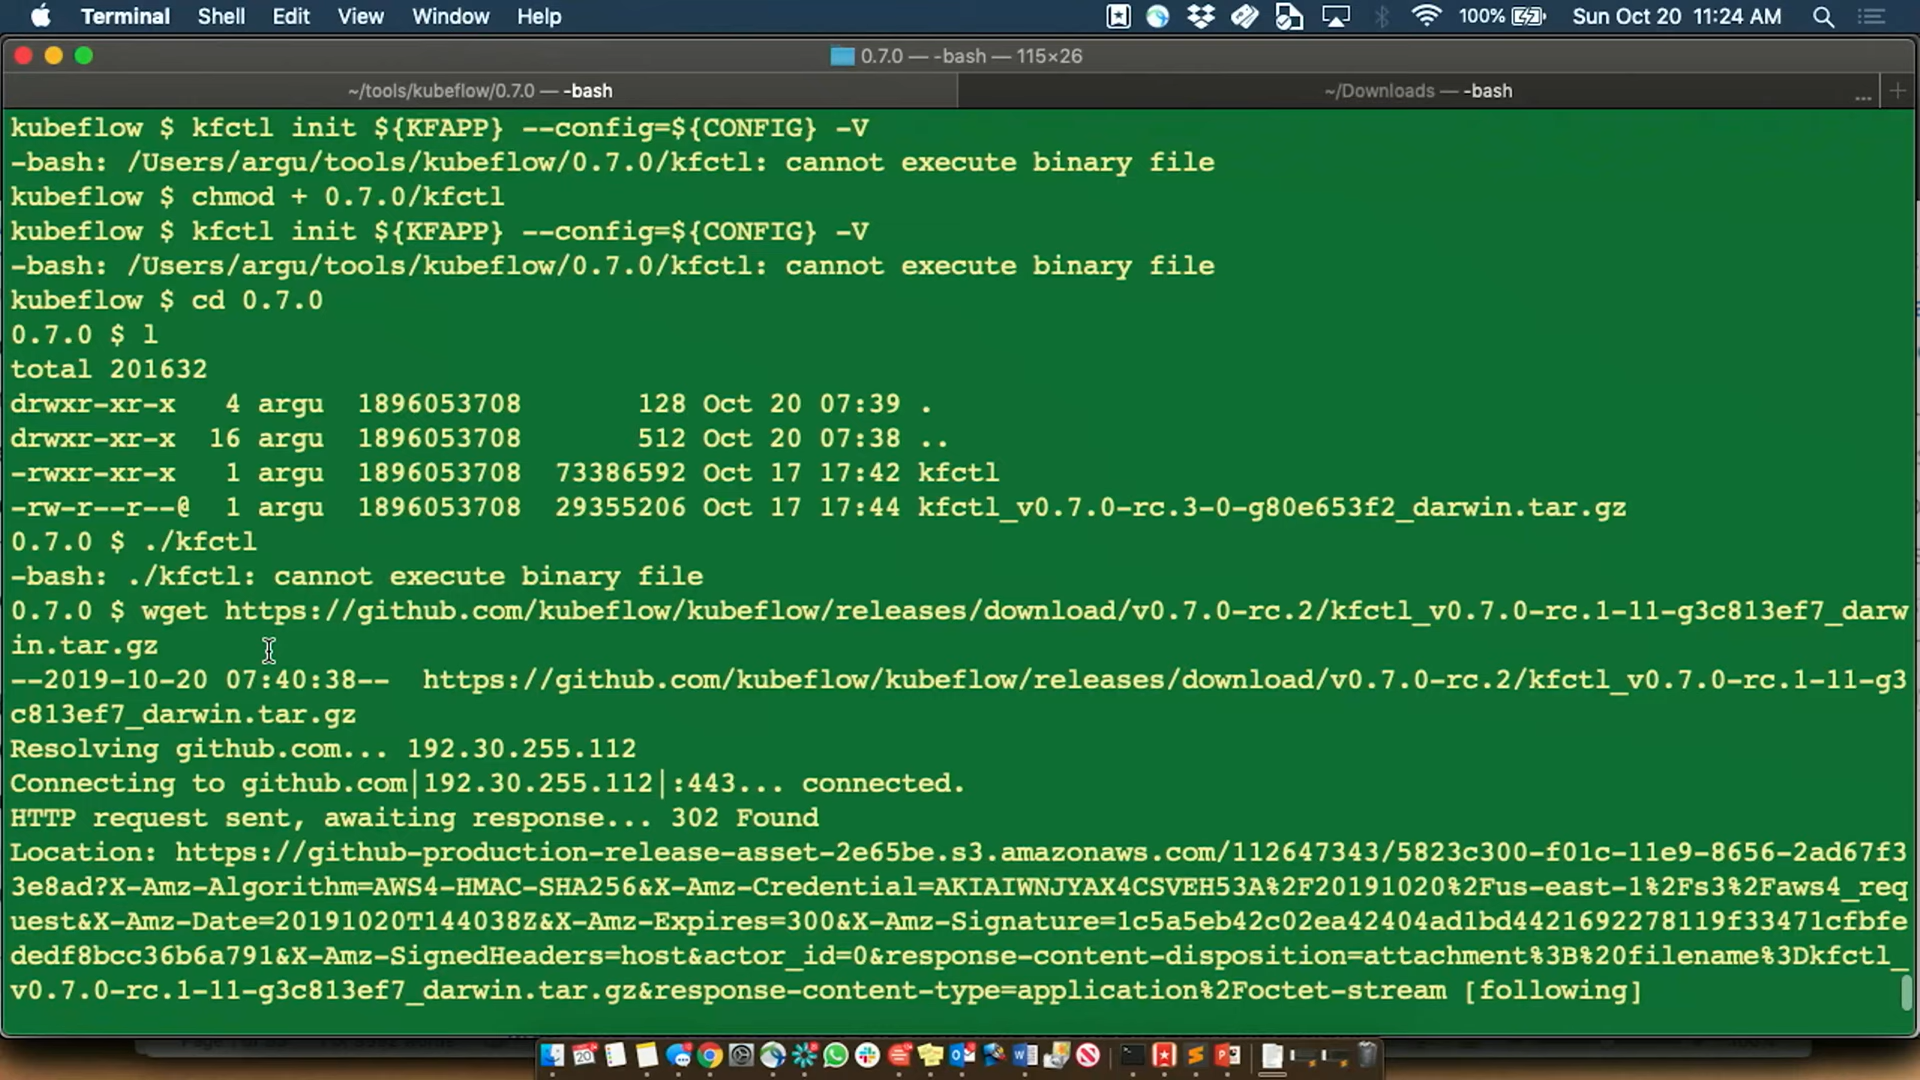 Terminal Shell Edit View Window Help 100% Sun Oct 20 11:24 AM
0.7.0 — -bash — 115×26
~/tools/kubeflow/0.7.0 — -bash ~/Downloads — -bash ... +
kubeflow $ kfctl init ${KFAPP} --config=${CONFIG} -V
-bash: /Users/argu/tools/kubeflow/0.7.0/kfctl: cannot execute binary file
kubeflow $ chmod + 0.7.0/kfctl
kubeflow $ kfctl init ${KFAPP} --config=${CONFIG} -V
-bash: /Users/argu/tools/kubeflow/0.7.0/kfctl: cannot execute binary file
kubeflow $ cd 0.7.0
0.7.0 $ l
total 201632
drwxr-xr-x 4 argu 1896053708 128 Oct 20 07:39 .
drwxr-xr-x 16 argu 1896053708 512 Oct 20 07:38 ..
-rwxr-xr-x 1 argu 1896053708 73386592 Oct 17 17:42 kfctl
-rw-r--r--@ 1 argu 1896053708 29355206 Oct 17 17:44 kfctl_v0.7.0-rc.3-0-g80e653f2_darwin.tar.gz
0.7.0 $ ./kfctl
-bash: ./kfctl: cannot execute binary file
0.7.0 $ wget https://github.com/kubeflow/kubeflow/releases/download/v0.7.0-rc.2/kfctl_v0.7.0-rc.1-11-g3c813ef7_darw
in.tar.gz
--2019-10-20 07:40:38-- https://github.com/kubeflow/kubeflow/releases/download/v0.7.0-rc.2/kfctl_v0.7.0-rc.1-11-g3
c813ef7_darwin.tar.gz
Resolving github.com... 192.30.255.112
Connecting to github.com|192.30.255.112|:443... connected.
HTTP request sent, awaiting response... 302 Found
Location: https://github-production-release-asset-2e65be.s3.amazonaws.com/112647343/5823c300-f01c-11e9-8656-2ad67f3
3e8ad?X-Amz-Algorithm=AWS4-HMAC-SHA256&X-Amz-Credential=AKIAIWNJYAX4CSVEH53A%2F20191020%2Fus-east-1%2Fs3%2Faws4_req
uest&X-Amz-Date=20191020T144038Z&X-Amz-Expires=300&X-Amz-Signature=1c5a5eb42c02ea42404ad1bd4421692278119f33471cfbfe
dedf8bcc36b6a791&X-Amz-SignedHeaders=host&actor_id=0&response-content-disposition=attachment%3B%20filename%3Dkfctl_
v0.7.0-rc.1-11-g3c813ef7_darwin.tar.gz&response-content-type=application%2Foctet-stream [following]